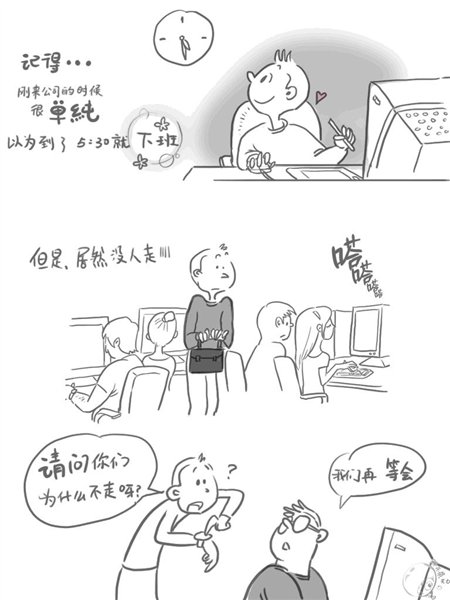 记得...
刚来公司的时候
很 单純
以为到了 5:30就 下班
但是,居然没人走!!!!
嗒
嗒
嗒
嗒
请问你们
为什么不走呀?
我们再 等会